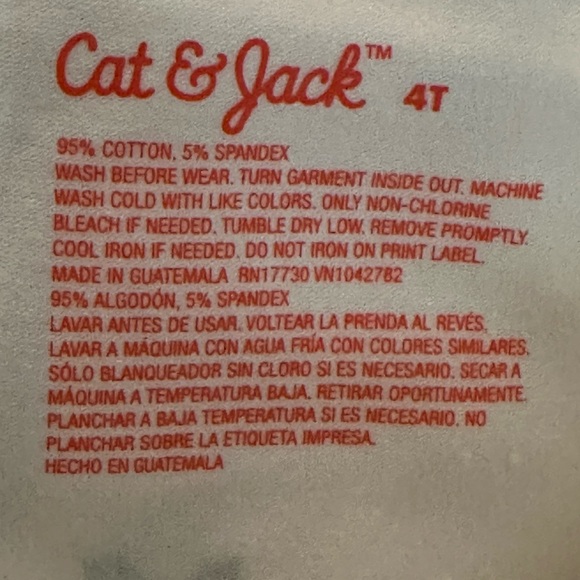 Cat & Jack™ 4T
95% COTTON, 5% SPANDEX
WASH BEFORE WEAR. TURN GARMENT INSIDE OUT. MACHINE
WASH COLD WITH LIKE COLORS. ONLY NON-CHLORINE
BLEACH IF NEEDED. TUMBLE DRY LOW. REMOVE PROMPTLY.
COOL IRON IF NEEDED. DO NOT IRON ON PRINT LABEL.
MADE IN GUATEMALA RN17730 VN1042782
95% ALGODÓN, 5% SPANDEX
LAVAR ANTES DE USAR. VOLTEAR LA PRENDA AL REVÉS.
LAVAR A MÁQUINA CON AGUA FRÍA CON COLORES SIMILARES.
SÓLO BLANQUEADOR SIN CLORO SI ES NECESARIO. SECAR A
MÁQUINA A TEMPERATURA BAJA. RETIRAR OPORTUNAMENTE.
PLANCHAR A BAJA TEMPERATURA SI ES NECESARIO. NO
PLANCHAR SOBRE LA ETIQUETA IMPRESA.
HECHO EN GUATEMALA